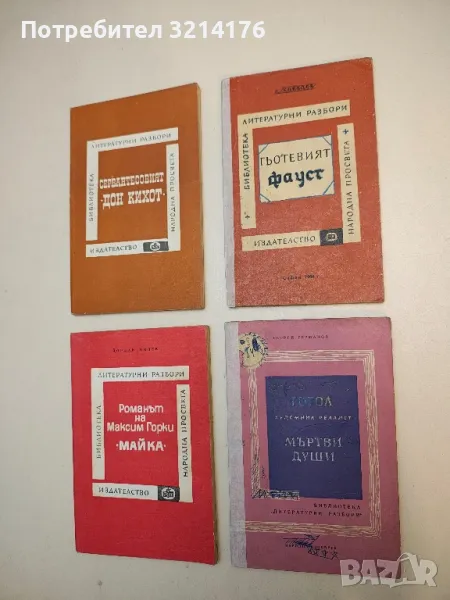 Потребител 3214176
ЛИТЕРАТУРНИ РАЗБОРИ
БИБЛИОТЕКА
СЕРВАНТЕСОВИЯТ
·ДОН КИХОТ·
НАРОДНА ПРОСВЕТА
ИЗДАТЕЛСТВО
ЛИТЕРАТУРНИ РАЗБОРИ
БИБЛИОТЕКА
ГЬОТЕВИЯТ
фауст
НАРОДНА ПРОСВЕТА
ИЗДАТЕЛСТВО
ЛИТЕРАТУРНИ РАЗБОРИ
БИБЛИОТЕКА
Романът
на
Максим Горки
·МАЙКА·
НАРОДНА ПРОСВЕТА
ИЗДАТЕЛСТВО
ГОГОЛ
МЪРТВИ
ДУШИ
БИБЛИОТЕКА
„ЛИТЕРАТУРНИ РАЗБОРИ"
BAZAR